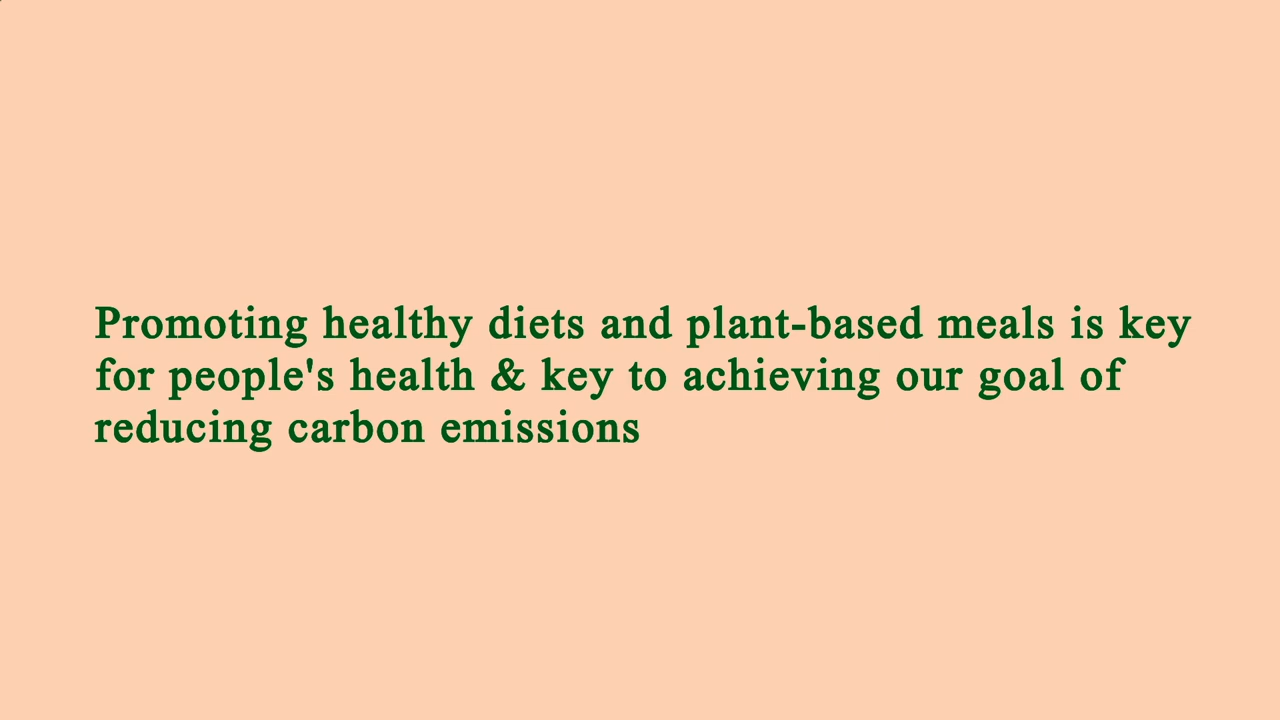 Promoting healthy diets and plant-based meals is key
for people's health & key to achieving our goal of
reducing carbon emissions